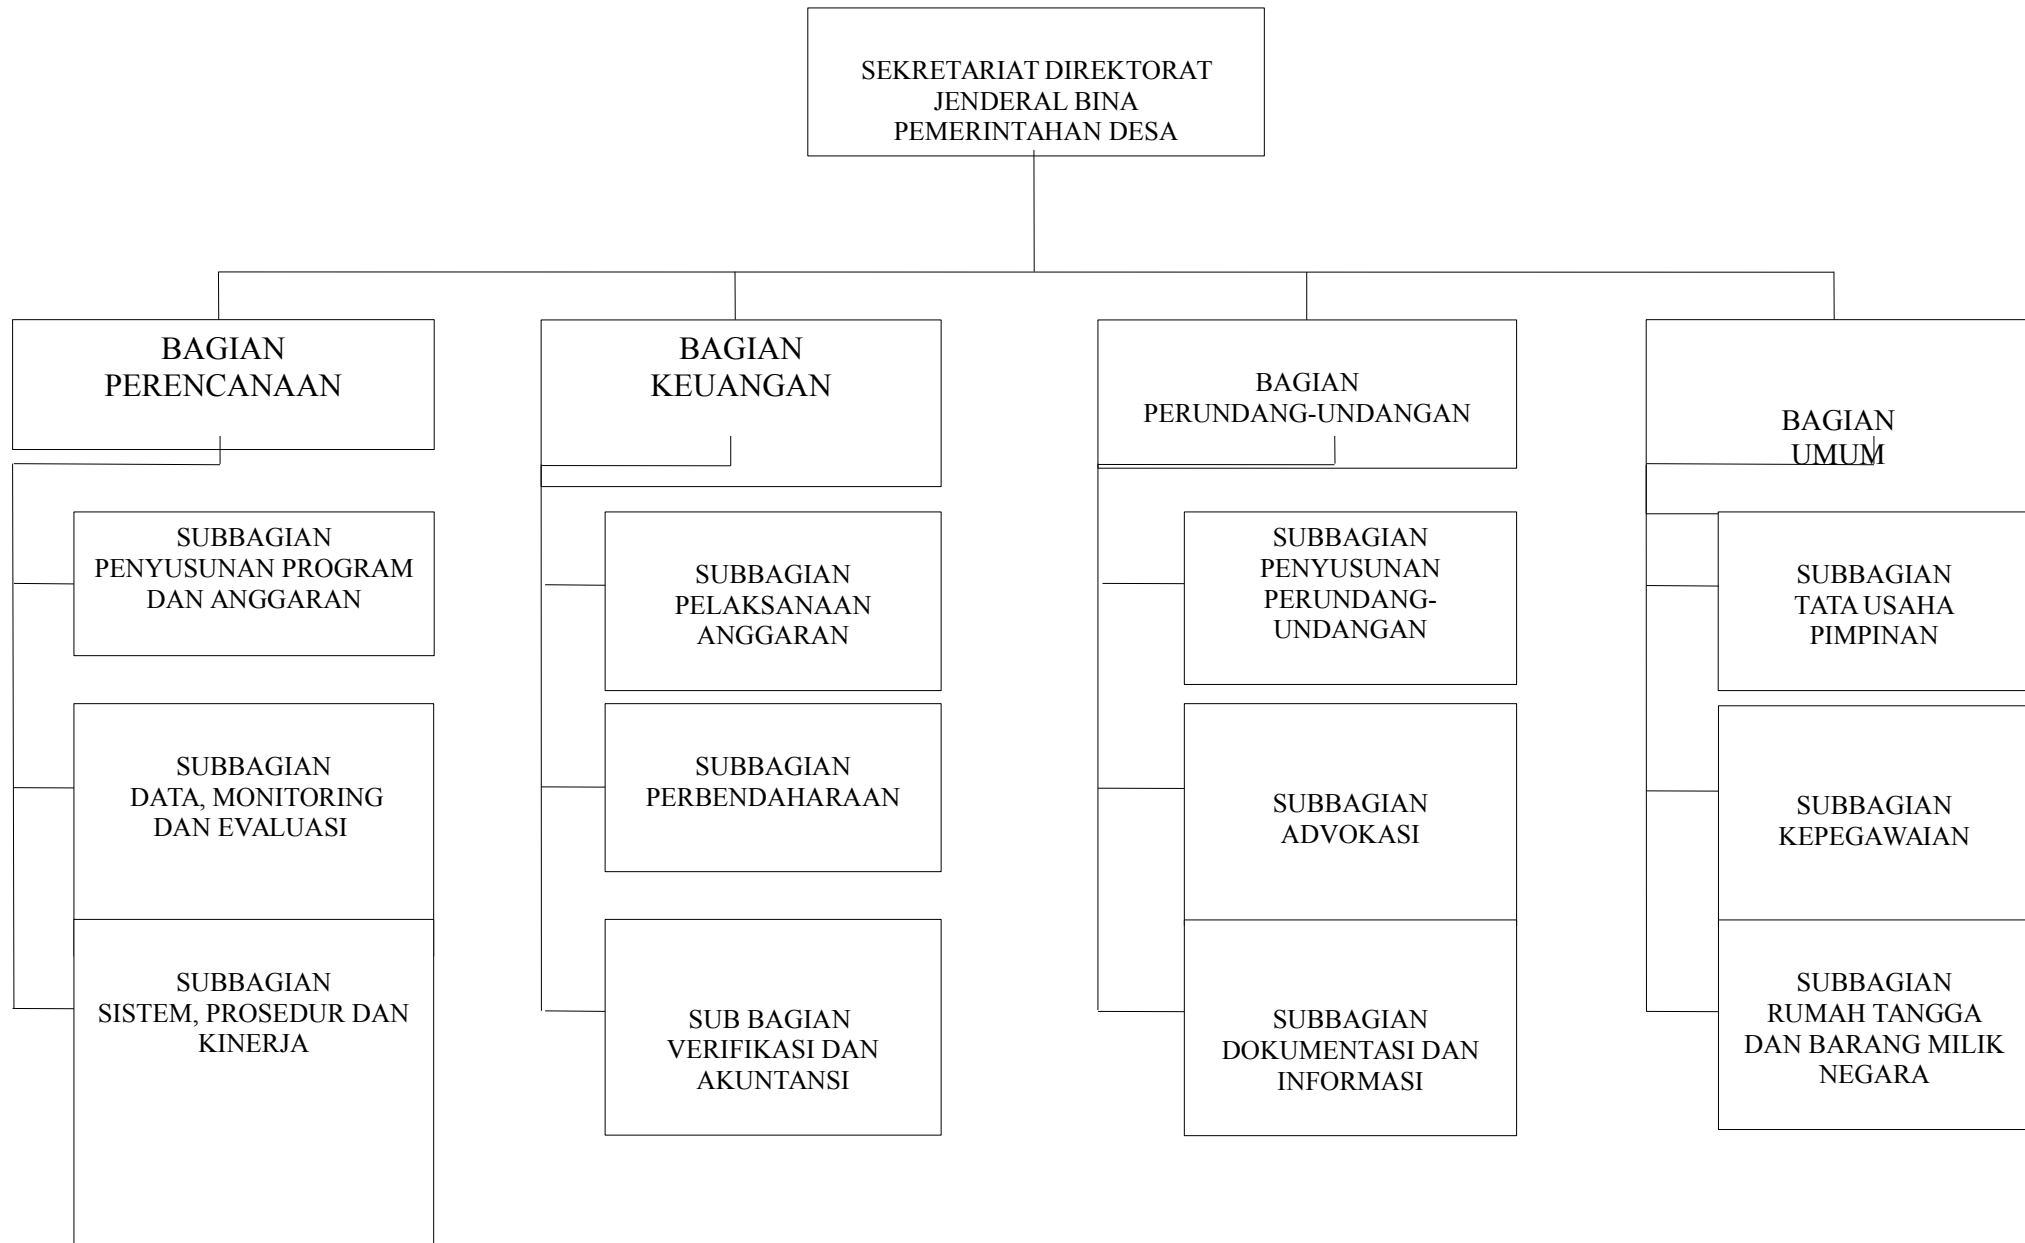 SEKRETARIAT DIREKTORAT
JENDERAL BINA
PEMERINTAHAN DESA
BAGIAN
PERENCANAAN
BAGIAN
KEUANGAN
BAGIAN
PERUNDANG-UNDANGAN
BAGIAN
UMUM
SUBBAGIAN
PENYUSUNAN PROGRAM
DAN ANGGARAN
SUBBAGIAN
PELAKSANAAN
ANGGARAN
SUBBAGIAN
PENYUSUNAN
PERUNDANG-
UNDANGAN
SUBBAGIAN
TATA USAHA
PIMPINAN
SUBBAGIAN
DATA, MONITORING
DAN EVALUASI
SUBBAGIAN
PERBENDAHARAAN
SUBBAGIAN
ADVOKASI
SUBBAGIAN
KEPEGAWAIAN
SUBBAGIAN
SISTEM, PROSEDUR DAN
KINERJA
SUB BAGIAN
VERIFIKASI DAN
AKUNTANSI
SUBBAGIAN
DOKUMENTASI DAN
INFORMASI
SUBBAGIAN
RUMAH TANGGA
DAN BARANG MILIK
NEGARA